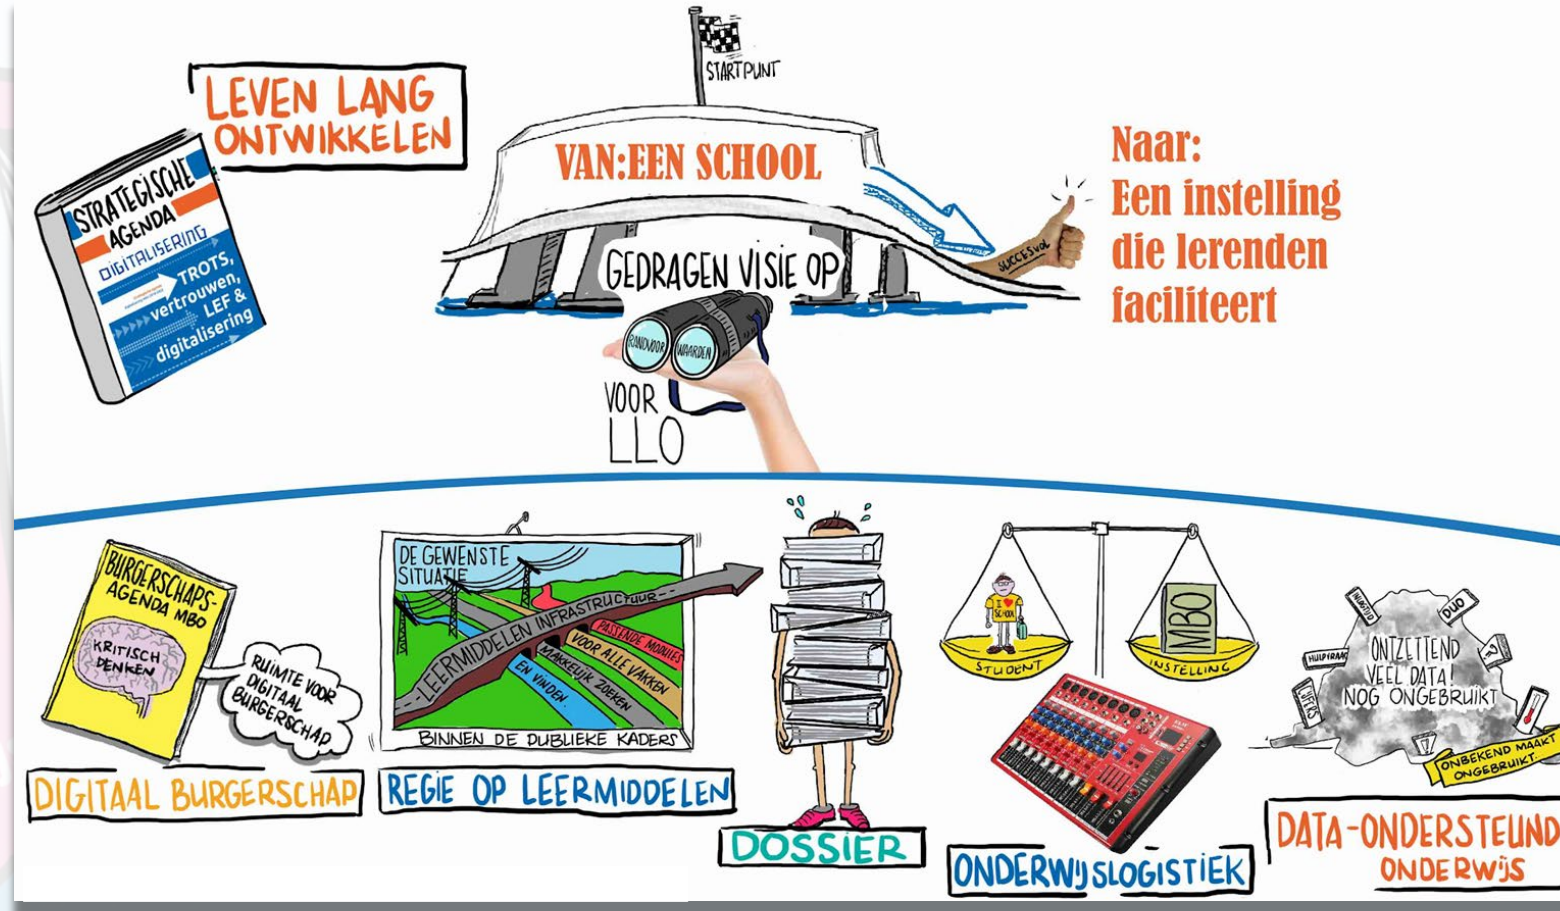 LEVEN LANG
ONTWIKKELEN
STRATEGISCHE
AGENDA
DIGITALISERING
TROTS,
vertrouwen,
LEF &
digitalisering
STARTPUNT
VAN:EEN SCHOOL
SUCCESVOL
Naar:
Een instelling
die lerenden
faciliteert
GEDRAGEN VISIE OP
RANDVOOR WAARDEN
VOOR
LLO
BURGERSCHAPS-
AGENDA MBO
KRITISCH
DENKEN
RUIMTE VOOR
DIGITAAL
BURGERSCHAP
DIGITAAL BURGERSCHAP
DE GEWENSTE
SITUATIE
LEERMIDDELEN INFRASTRUCTUUR
PASSENDE MODULES
VOOR ALLE VAKKEN
MAKKELIJK ZOEKEN
EN VINDEN
BINNEN DE PUBLIEKE KADERS
REGIE OP LEERMIDDELEN
DOSSIER
I ♥
SCHOOL
STUDENT
MBO
INSTELLING
ONDERWIJSLOGISTIEK
DUO
HULPVRAAG
CIJFERS
ONTZETTEND
VEEL DATA!
NOG ONGEBRUIKT
ONBEKEND MAAKT
ONGEBRUIKT.
DATA-ONDERSTEUND
ONDERWIJS